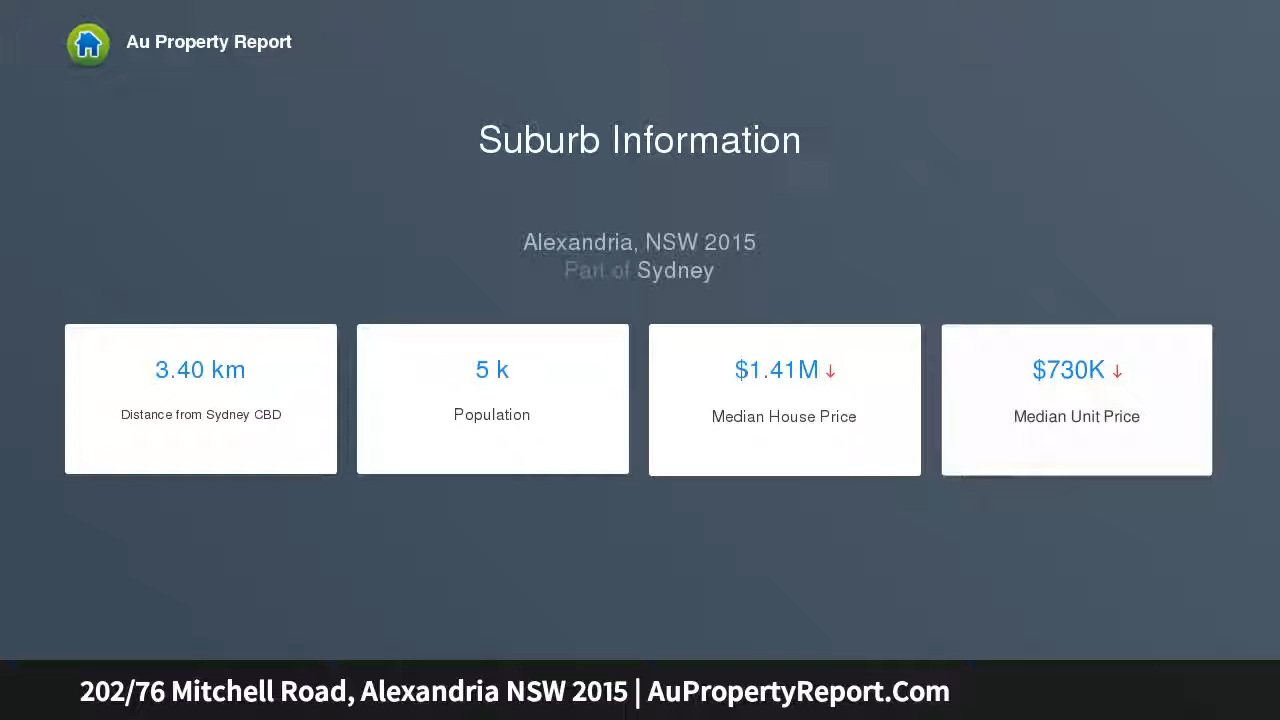 Au Property Report
Suburb Information
Alexandria, NSW 2015
Part of Sydney
3.40 km
Distance from Sydney CBD
5 k
Population
$1.41M ↓
Median House Price
$730K ↓
Median Unit Price
202/76 Mitchell Road, Alexandria NSW 2015 | AuPropertyReport.Com